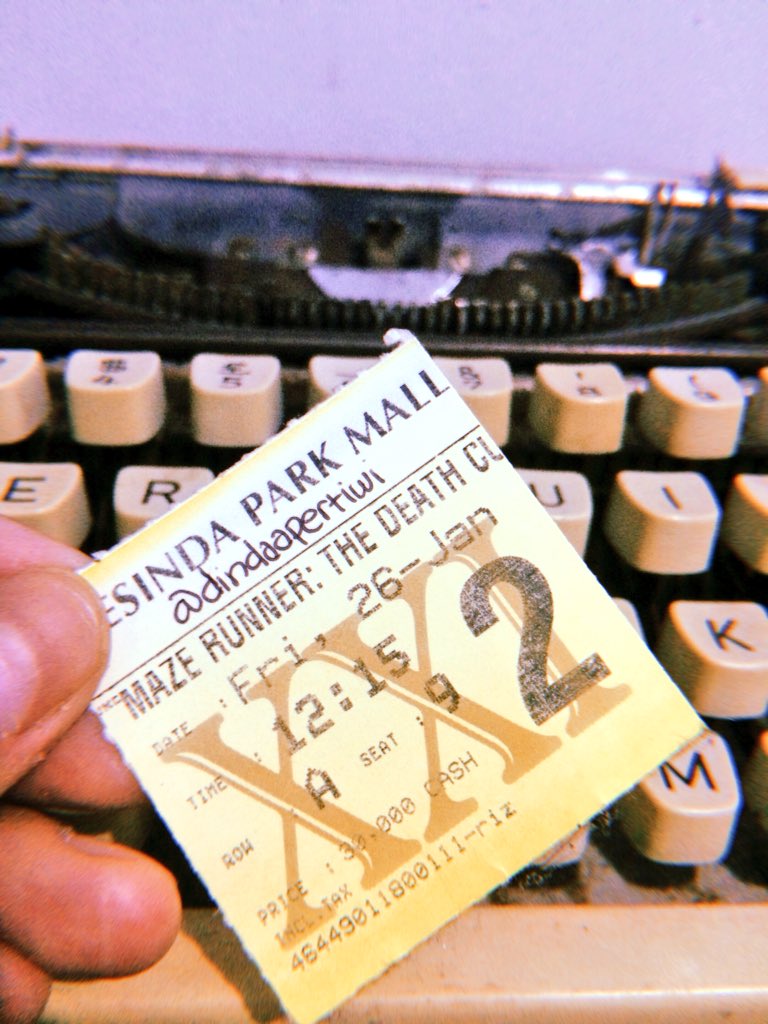 ESINDA PARK MALL
@dindaapertiwi
MAZE RUNNER: THE DEATH CU
DATE : Fri, 26-Jan
TIME : 12:15
ROW : A SEAT : 9
2
XXI
PRICE : 30.000 CASH
INCL.TAX
46449011800111-riz
E R U I
K
M